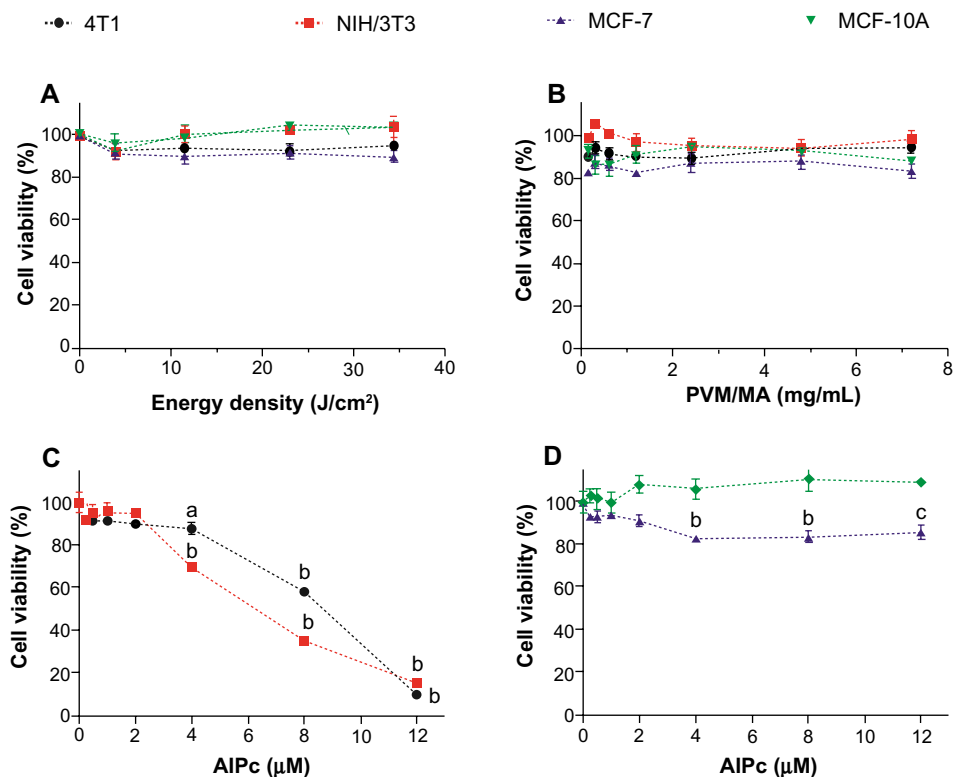 4T1 NIH/3T3 MCF-7 MCF-10A
A
Cell viability (%)
100
80
60
40
20
0
0 10 20 30 40
Energy density (J/cm²)
B
Cell viability (%)
100
80
60
40
20
0
0 2 4 6 8
PVM/MA (mg/mL)
C
Cell viability (%)
100
80
60
40
20
0
a
b
b
b
b
b
0 2 4 6 8 10 12
AlPc (µM)
D
Cell viability (%)
100
80
60
40
20
0
b b c
0 2 4 6 8 10 12
AlPc (µM)